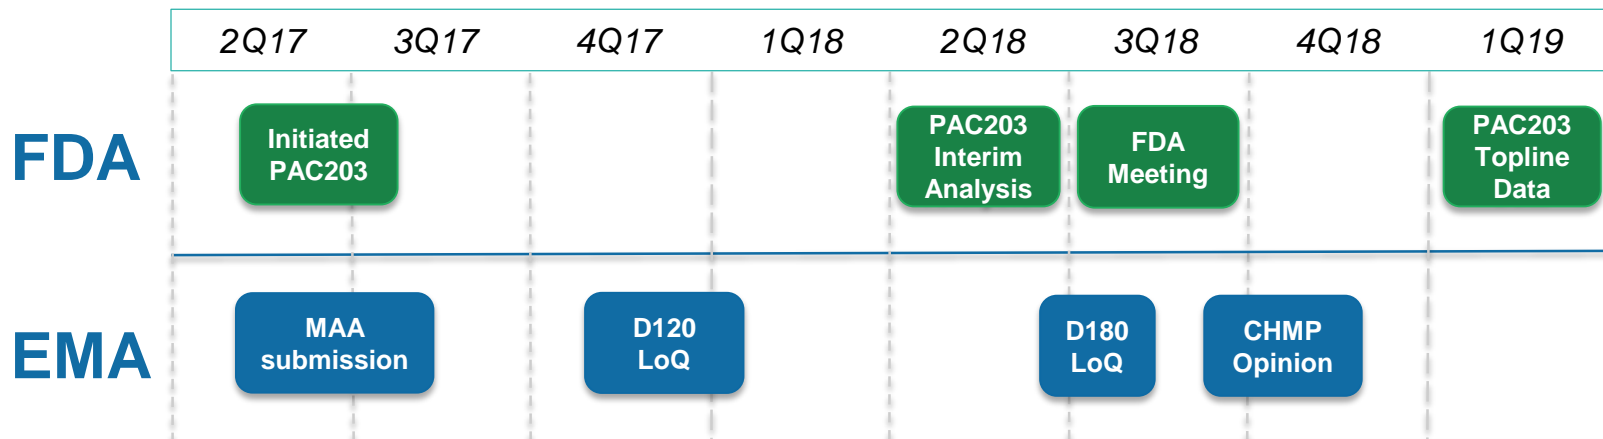 2Q17 3Q17 4Q17 1Q18 2Q18 3Q18 4Q18 1Q19
FDA
Initiated
PAC203
PAC203
Interim
Analysis
FDA
Meeting
PAC203
Topline
Data
EMA
MAA
submission
D120
LoQ
D180
LoQ
CHMP
Opinion